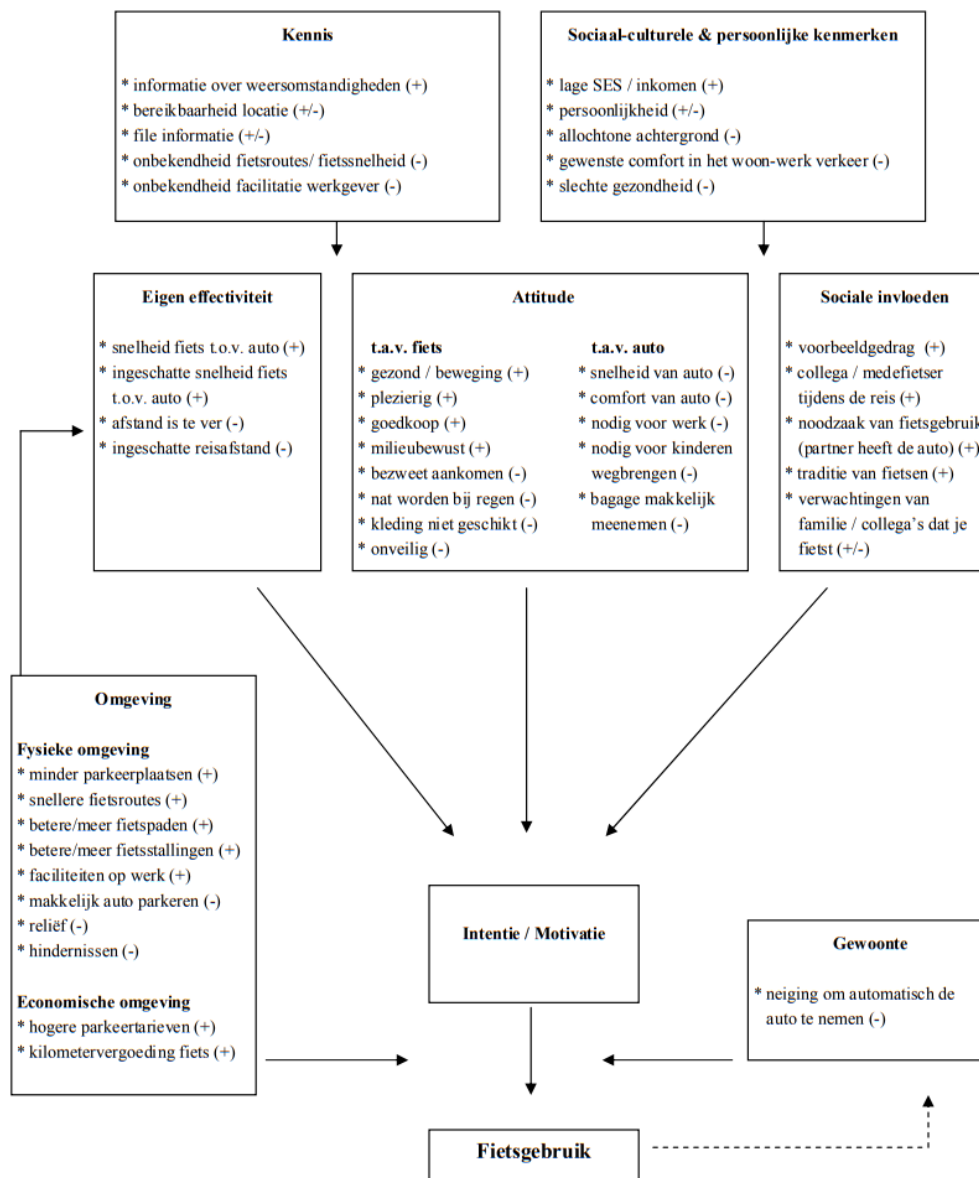 Kennis
* informatie over weersomstandigheden (+)
* bereikbaarheid locatie (+/-)
* file informatie (+/-)
* onbekendheid fietsroutes/ fietssnelheid (-)
* onbekendheid facilitatie werkgever (-)
Sociaal-culturele & persoonlijke kenmerken
* lage SES / inkomen (+)
* persoonlijkheid (+/-)
* allochtone achtergrond (-)
* gewenste comfort in het woon-werk verkeer (-)
* slechte gezondheid (-)
Eigen effectiviteit
* snelheid fiets t.o.v. auto (+)
* ingeschatte snelheid fiets
t.o.v. auto (+)
* afstand is te ver (-)
* ingeschatte reisafstand (-)
Attitude
t.a.v. fiets
* gezond / beweging (+)
* plezierig (+)
* goedkoop (+)
* milieubewust (+)
* bezweet aankomen (-)
* nat worden bij regen (-)
* kleding niet geschikt (-)
* onveilig (-)
t.a.v. auto
* snelheid van auto (-)
* comfort van auto (-)
* nodig voor werk (-)
* nodig voor kinderen
wegbrengen (-)
* bagage makkelijk
meenemen (-)
Sociale invloeden
* voorbeeldgedrag (+)
* collega / medefietser
tijdens de reis (+)
* noodzaak van fietsgebruik
(partner heeft de auto) (+)
* traditie van fietsen (+)
* verwachtingen van
familie / collega's dat je
fietst (+/-)
Omgeving
Fysieke omgeving
* minder parkeerplaatsen (+)
* snellere fietsroutes (+)
* betere/meer fietspaden (+)
* betere/meer fietsstallingen (+)
* faciliteiten op werk (+)
* makkelijk auto parkeren (-)
* reliëf (-)
* hindernissen (-)
Economische omgeving
* hogere parkeertarieven (+)
* kilometervergoeding fiets (+)
Intentie / Motivatie
Gewoonte
* neiging om automatisch de
auto te nemen (-)
Fietsgebruik